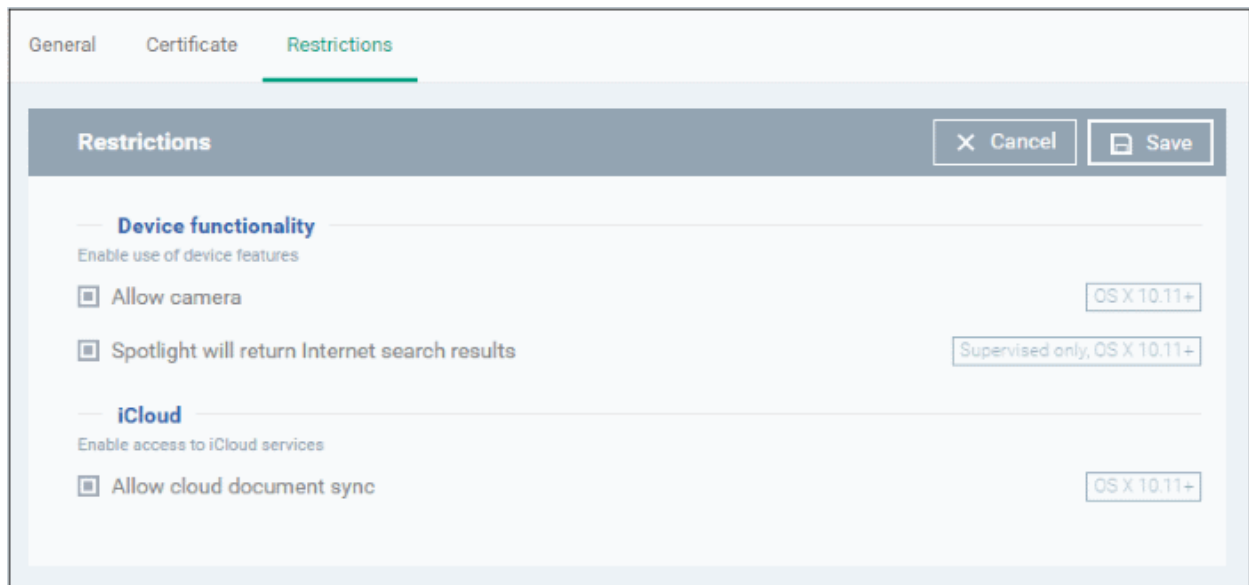 General Certificate Restrictions
Restrictions Cancel Save
Device functionality
Enable use of device features
Allow camera OS X 10.11+
Spotlight will return Internet search results Supervised only, OS X 10.11+
iCloud
Enable access to iCloud services
Allow cloud document sync OS X 10.11+